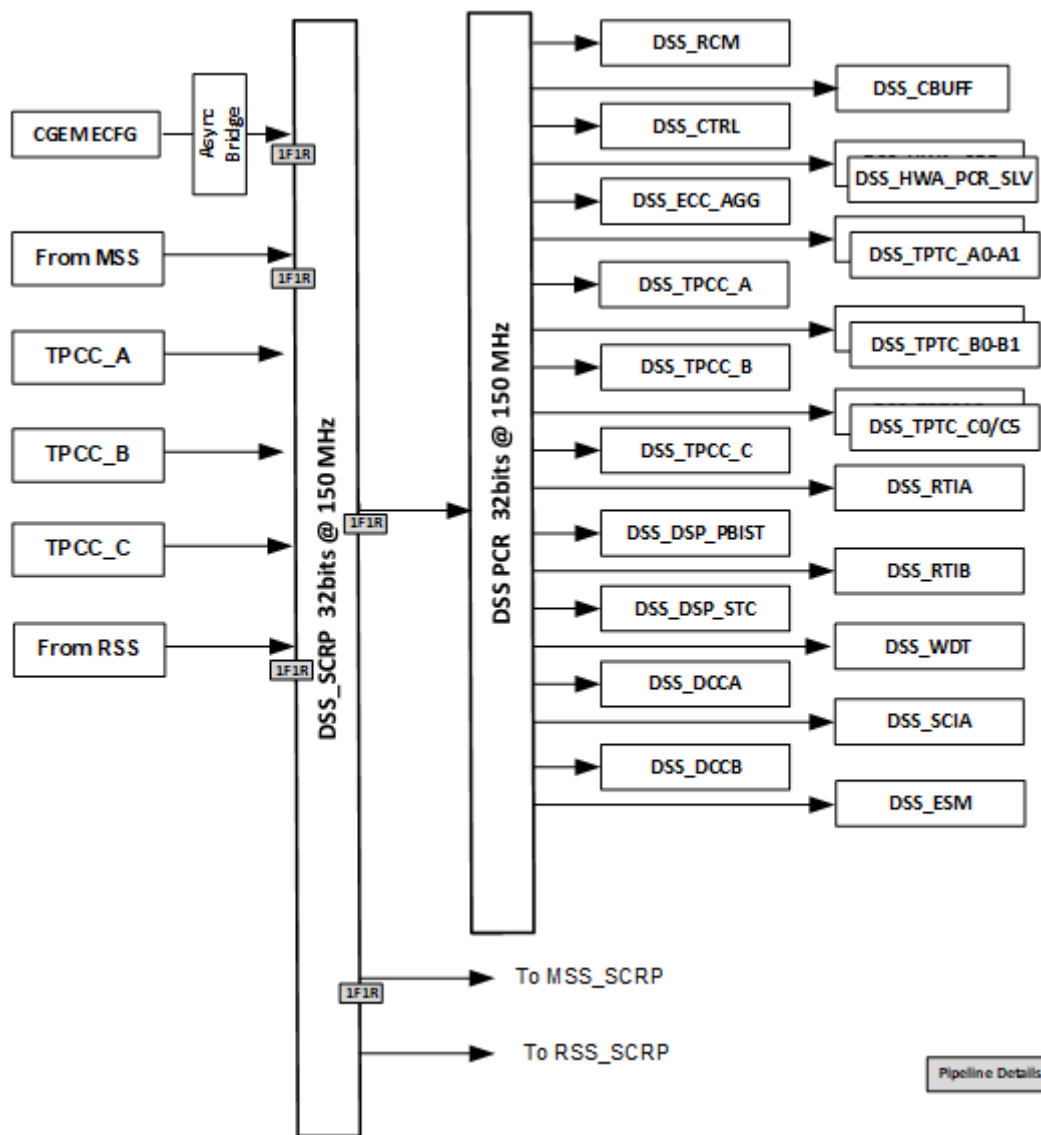 DSS_RCM
DSS_CBUFF
CGEMECFG
Async
Bridge
1F1R
DSS_CTRL
DSS_HWA_PCR_SLV
DSS_ECC_AGG
From MSS
1F1R
DSS_TPTC_A0-A1
DSS_TPCC_A
TPCC_A
DSS_TPTC_B0-B1
DSS_TPCC_B
TPCC_B
DSS_TPTC_C0/C5
DSS_TPCC_C
DSS_RTIA
1F1R
DSS_DSP_PBIST
TPCC_C
DSS_RTIB
DSS_DSP_STC
From RSS
1F1R
DSS_WDT
DSS_DCCA
DSS_SCIA
DSS_DCCB
DSS_ESM
DSS_SCRP 32bits @ 150 MHz
DSS PCR 32bits @ 150 MHz
To MSS_SCRP
1F1R
To RSS_SCRP
Pipeline Details